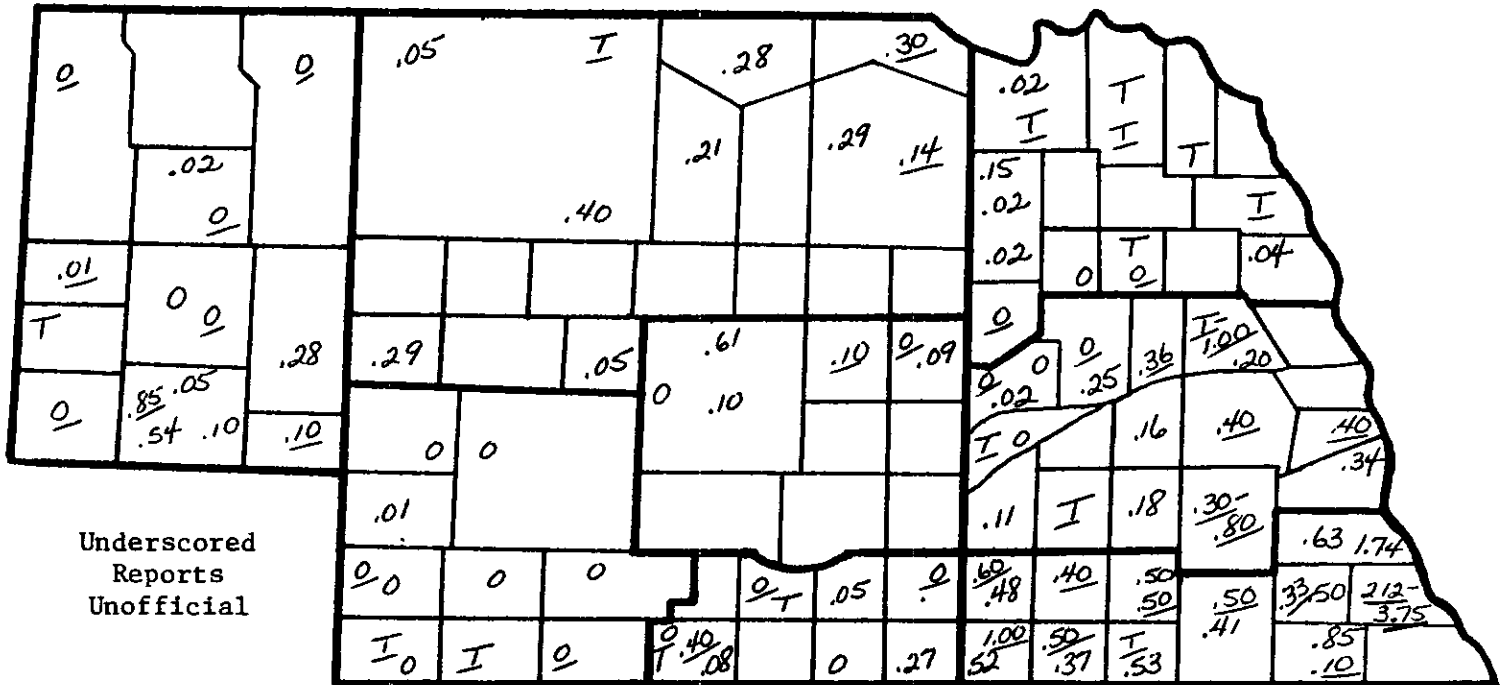 0 0 .05 T .28 .30
.02 T
T T
.02 .21 .29 .14 T
.15
0 .40 .02 T
.01 0 0 .02 T .04
0 0
T .28 .29 .05 .61 .10 0 .09 0
0 0 0 .36 T-1.00
.02 .25 .20
0 .85 .05 0 .10
.54 .10 .10 0 0 T 0 .16 .40 .40
.34
.01 .11 T .18 .30-.80
.63 1.74
Underscored
Reports
Unofficial
0 0 0 0 0 T .05 0 .60 .48 .40 .50 .50 .50 .41 .33 .50 2.12-3.75
T 0 T 0 0 T .40 .08 0 .27 1.00 .52 .50 .37 T .53 .85 .10